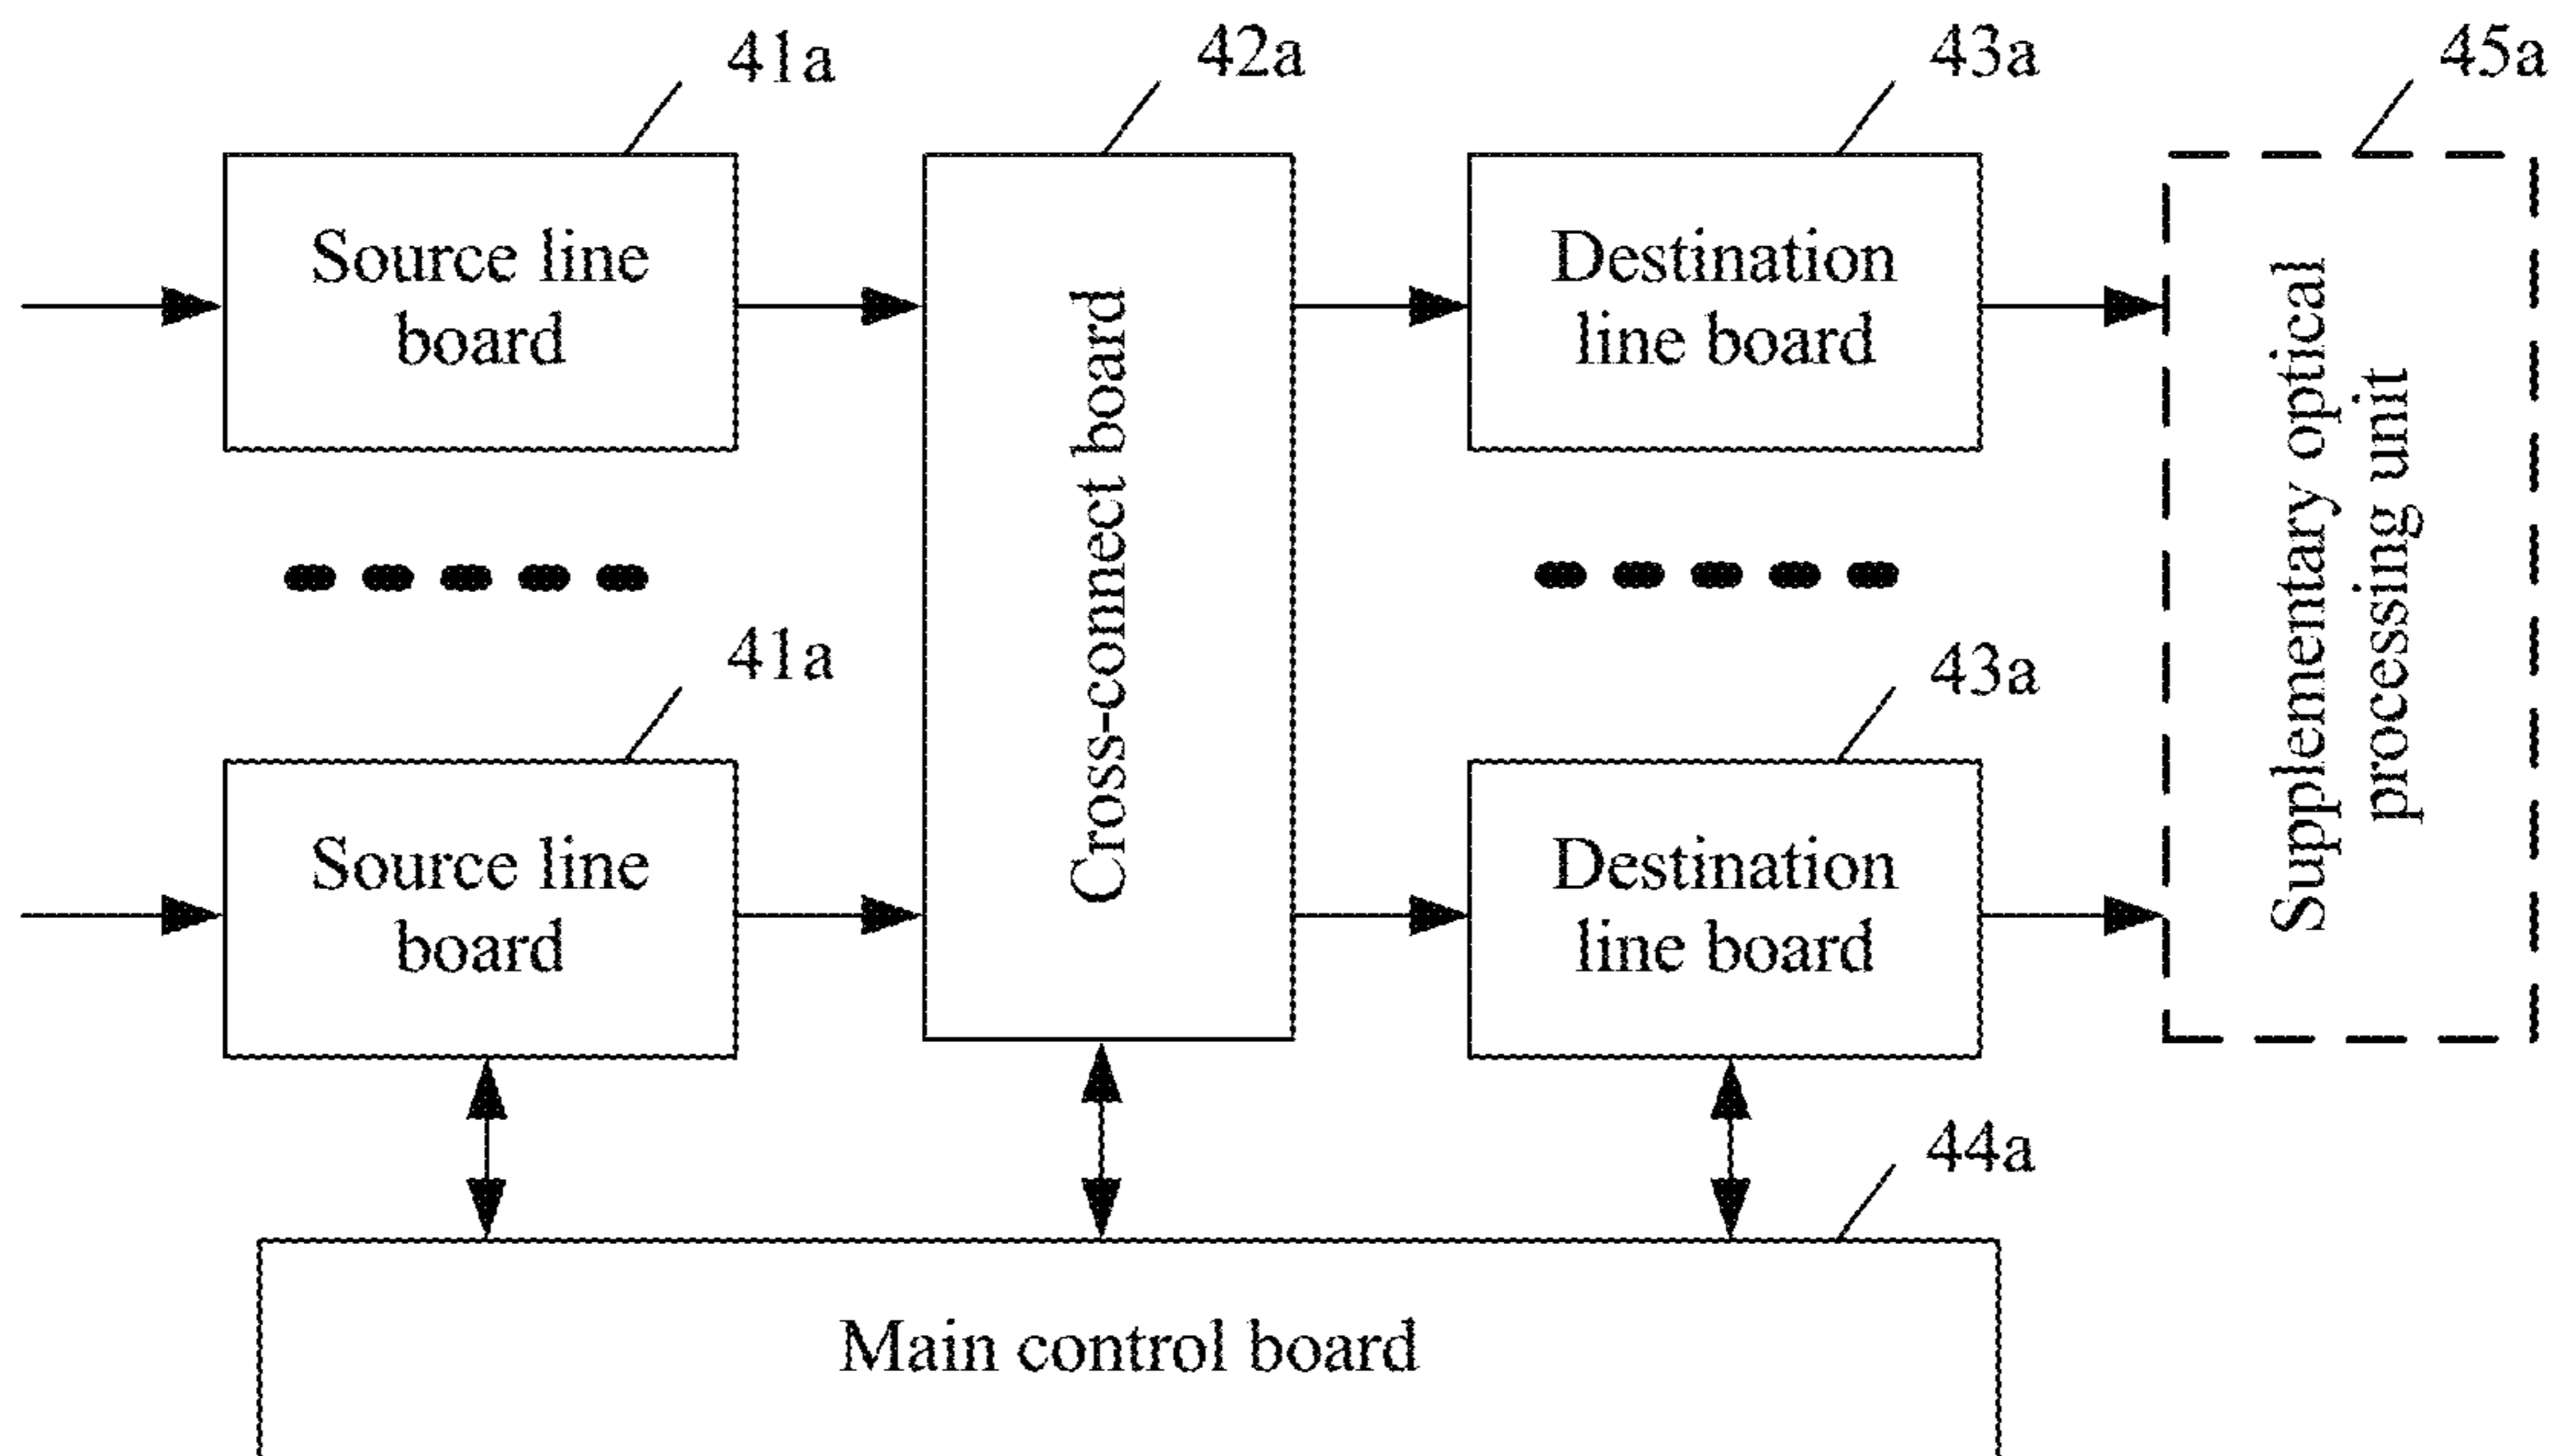 41a
42a
43a
45a
Source line
board
Cross-connect board
Destination
line board
Supplementary optical
processing unit
41a
43a
Source line
board
Destination
line board
44a
Main control board